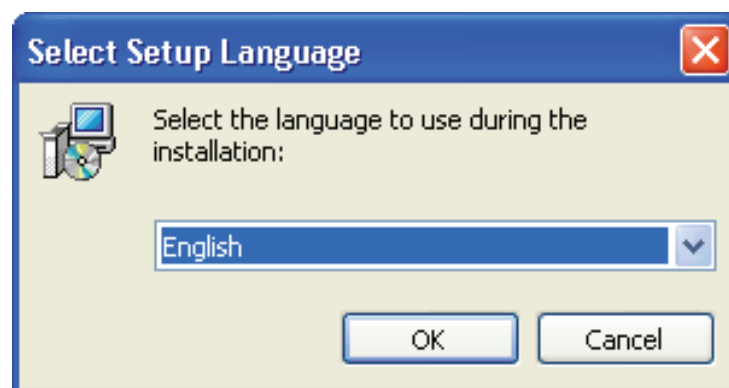 Select Setup Language
Select the language to use during the
installation:
English
OK
Cancel